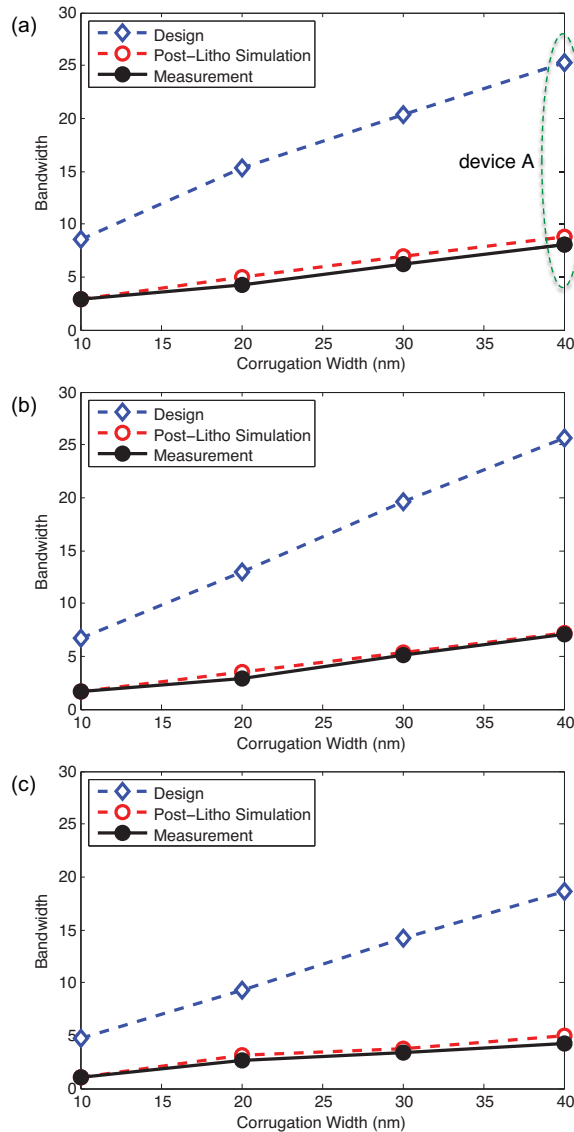 (a)
Design
Post-Litho Simulation
Measurement
device A
Bandwidth
30
25
20
15
10
5
0
10 15 20 25 30 35 40
Corrugation Width (nm)
(b)
Design
Post-Litho Simulation
Measurement
Bandwidth
30
25
20
15
10
5
0
10 15 20 25 30 35 40
Corrugation Width (nm)
(c)
Design
Post-Litho Simulation
Measurement
Bandwidth
30
25
20
15
10
5
0
10 15 20 25 30 35 40
Corrugation Width (nm)